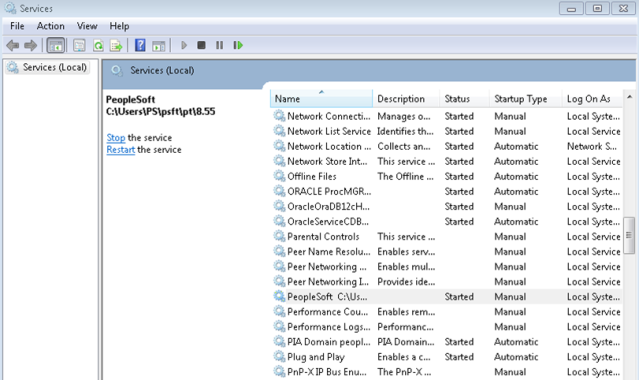 Services
File Action View Help
Services (Local)
Services (Local)
PeopleSoft
C:\Users\PS\psft\pt\8.55
Stop the service
Restart the service
Name Description Status Startup Type Log On As
Network Connecti... Manages o... Started Manual Local Syste...
Network List Service Identifies th... Started Manual Local Service
Network Location ... Collects an... Started Automatic Network S...
Network Store Int... This service ... Started Automatic Local Service
Offline Files The Offline ... Started Automatic Local Syste...
ORACLE ProcMGR... Started Automatic Local Syste...
OracleOraDB12cH... Manual Local Syste...
OracleServiceCDB... Started Automatic Local Syste...
Parental Controls This service ... Manual Local Service
Peer Name Resolu... Enables serv... Manual Local Service
Peer Networking ... Enables mul... Manual Local Service
Peer Networking I... Provides ide... Manual Local Service
PeopleSoft C:\Us... Started Manual Local Syste...
Performance Cou... Enables rem... Manual Local Service
Performance Logs... Performanc... Manual Local Service
PIA Domain peopl... PIA Domain... Started Automatic Local Syste...
Plug and Play Enables a c... Started Automatic Local Syste...
PnP-X IP Bus Enu... The PnP-X ... Manual Local Syste...